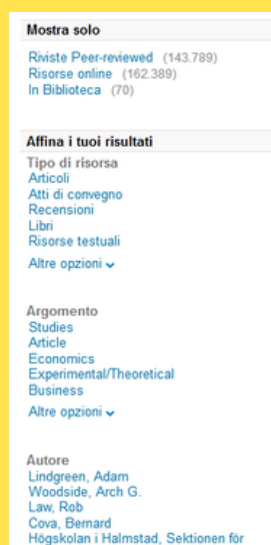 Mostra solo
Riviste Peer-reviewed (143.789)
Risorse online (162.389)
In Biblioteca (70)
Affina i tuoi risultati
Tipo di risorsa
Articoli
Atti di convegno
Recensioni
Libri
Risorse testuali
Altre opzioni
Argomento
Studies
Article
Economics
Experimental/Theoretical
Business
Altre opzioni
Autore
Lindgreen, Adam
Woodside, Arch G.
Law, Rob
Cova, Bernard
Högskolan i Halmstad, Sektionen för